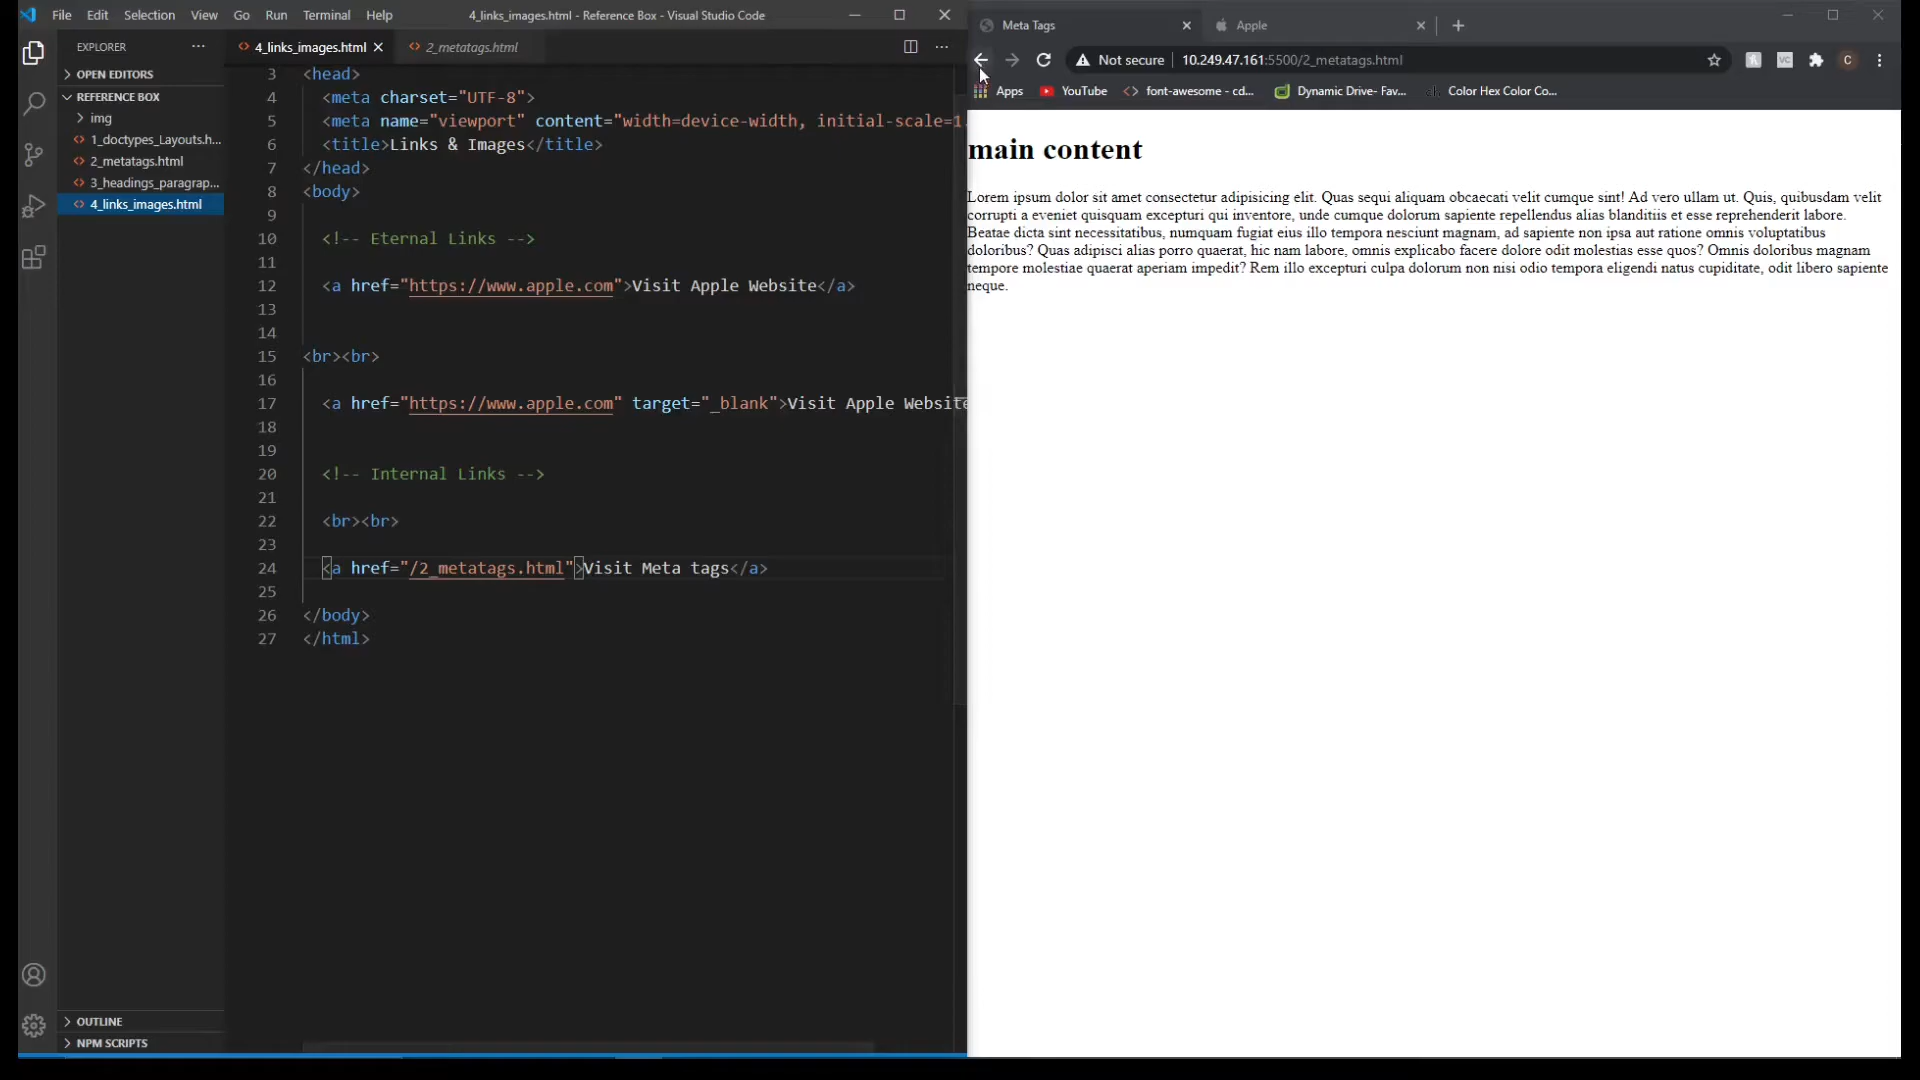 File Edit Selection View Go Run Terminal Help
4_links_images.html - Reference Box - Visual Studio Code
EXPLORER
OPEN EDITORS
REFERENCE BOX
img
1_doctypes_Layouts.h...
2_metatags.html
3_headings_paragrap...
4_links_images.html
OUTLINE
NPM SCRIPTS
4_links_images.html 2_metatags.html
3 <head>
4 <meta charset="UTF-8">
5 <meta name="viewport" content="width=device-width, initial-scale=1.
6 <title>Links & Images</title>
7 </head>
8 <body>
9
10 <!-- Eternal Links -->
11
12 <a href="https://www.apple.com">Visit Apple Website</a>
13
14
15 <br><br>
16
17 <a href="https://www.apple.com" target="_blank">Visit Apple Website
18
19
20 <!-- Internal Links -->
21
22 <br><br>
23
24 <a href="/2_metatags.html">Visit Meta tags</a>
25
26 </body>
27 </html>
Meta Tags Apple
Not secure 10.249.47.161:5500/2_metatags.html
VC C
Apps YouTube font-awesome - cd... Dynamic Drive- Fav... Color Hex Color Co...
main content
Lorem ipsum dolor sit amet consectetur adipisicing elit. Quas sequi aliquam obcaecati velit cumque sint! Ad vero ullam ut. Quis, quibusdam velit
corrupti a eveniet quisquam excepturi qui inventore, unde cumque dolorum sapiente repellendus alias blanditiis et esse reprehenderit labore.
Beatae dicta sint necessitatibus, numquam fugiat eius illo tempora nesciunt magnam, ad sapiente non ipsa aut ratione omnis voluptatibus
doloribus? Quas adipisci alias porro quaerat, hic nam labore, omnis explicabo facere dolore odit molestias esse quos? Omnis doloribus magnam
tempore molestiae quaerat aperiam impedit? Rem illo excepturi culpa dolorum non nisi odio tempora eligendi natus cupiditate, odit libero sapiente
neque.